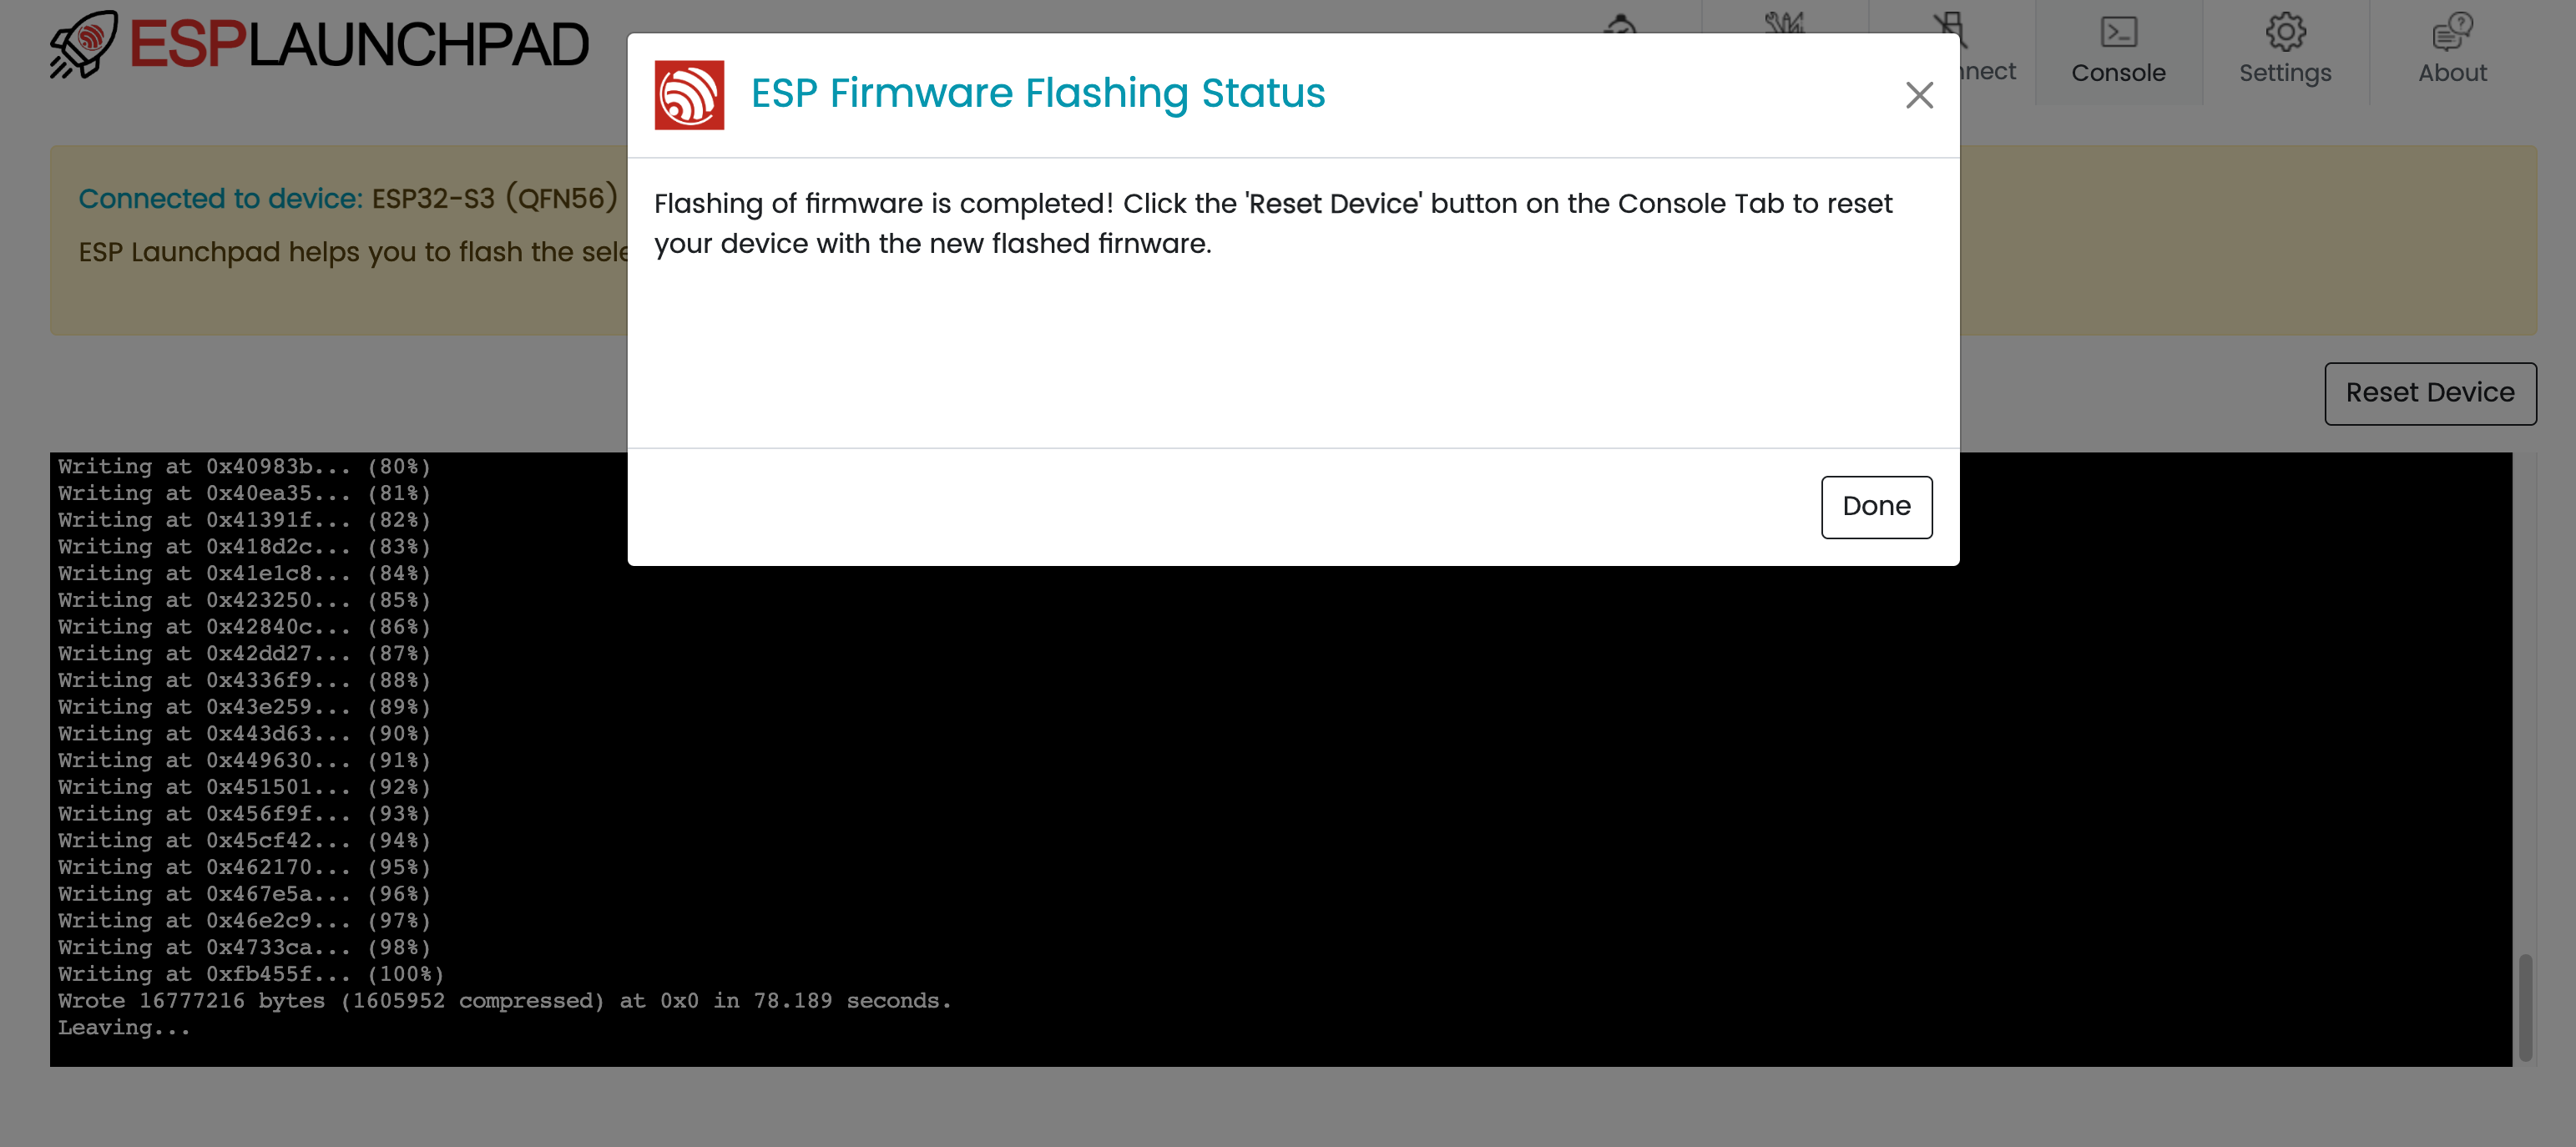 ESPLAUNCHPAD
nnect
Console
Settings
About
ESP Firmware Flashing Status
Connected to device: ESP32-S3 (QFN56)
ESP Launchpad helps you to flash the sele
Flashing of firmware is completed! Click the 'Reset Device' button on the Console Tab to reset
your device with the new flashed firnware.
Reset Device
Done
Writing at 0x40983b... (80%)
Writing at 0x40ea35... (81%)
Writing at 0x41391f... (82%)
Writing at 0x418d2c... (83%)
Writing at 0x41e1c8... (84%)
Writing at 0x423250... (85%)
Writing at 0x42840c... (86%)
Writing at 0x42dd27... (87%)
Writing at 0x4336f9... (88%)
Writing at 0x43e259... (89%)
Writing at 0x443d63... (90%)
Writing at 0x449630... (91%)
Writing at 0x451501... (92%)
Writing at 0x456f9f... (93%)
Writing at 0x45cf42... (94%)
Writing at 0x462170... (95%)
Writing at 0x467e5a... (96%)
Writing at 0x46e2c9... (97%)
Writing at 0x4733ca... (98%)
Writing at 0xfb455f... (100%)
Wrote 16777216 bytes (1605952 compressed) at 0x0 in 78.189 seconds.
Leaving...